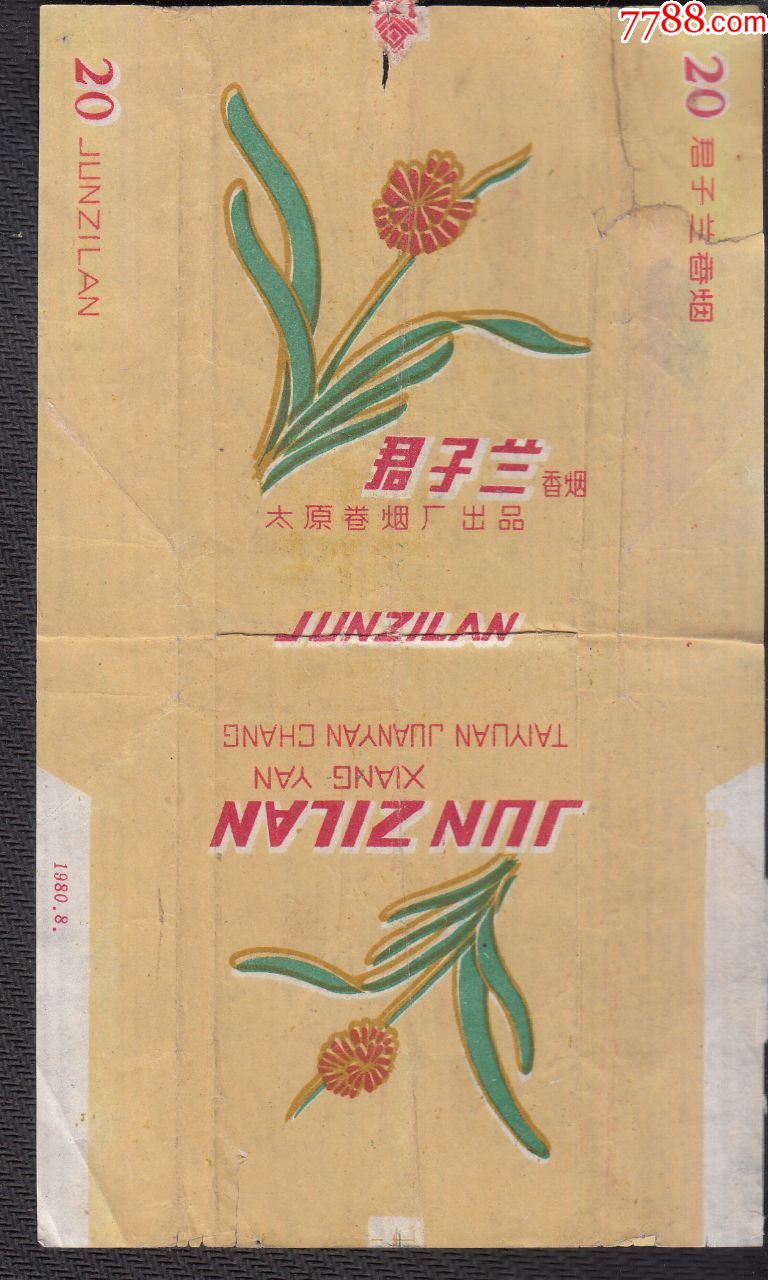 7788.com
20 JUNZILAN
20 君子兰香烟
君子兰香烟
太原卷烟厂出品
JUNZILAN
TAIYUAN JUANYAN CHANG
XIANG YAN
JUN ZILAN
1980.8.